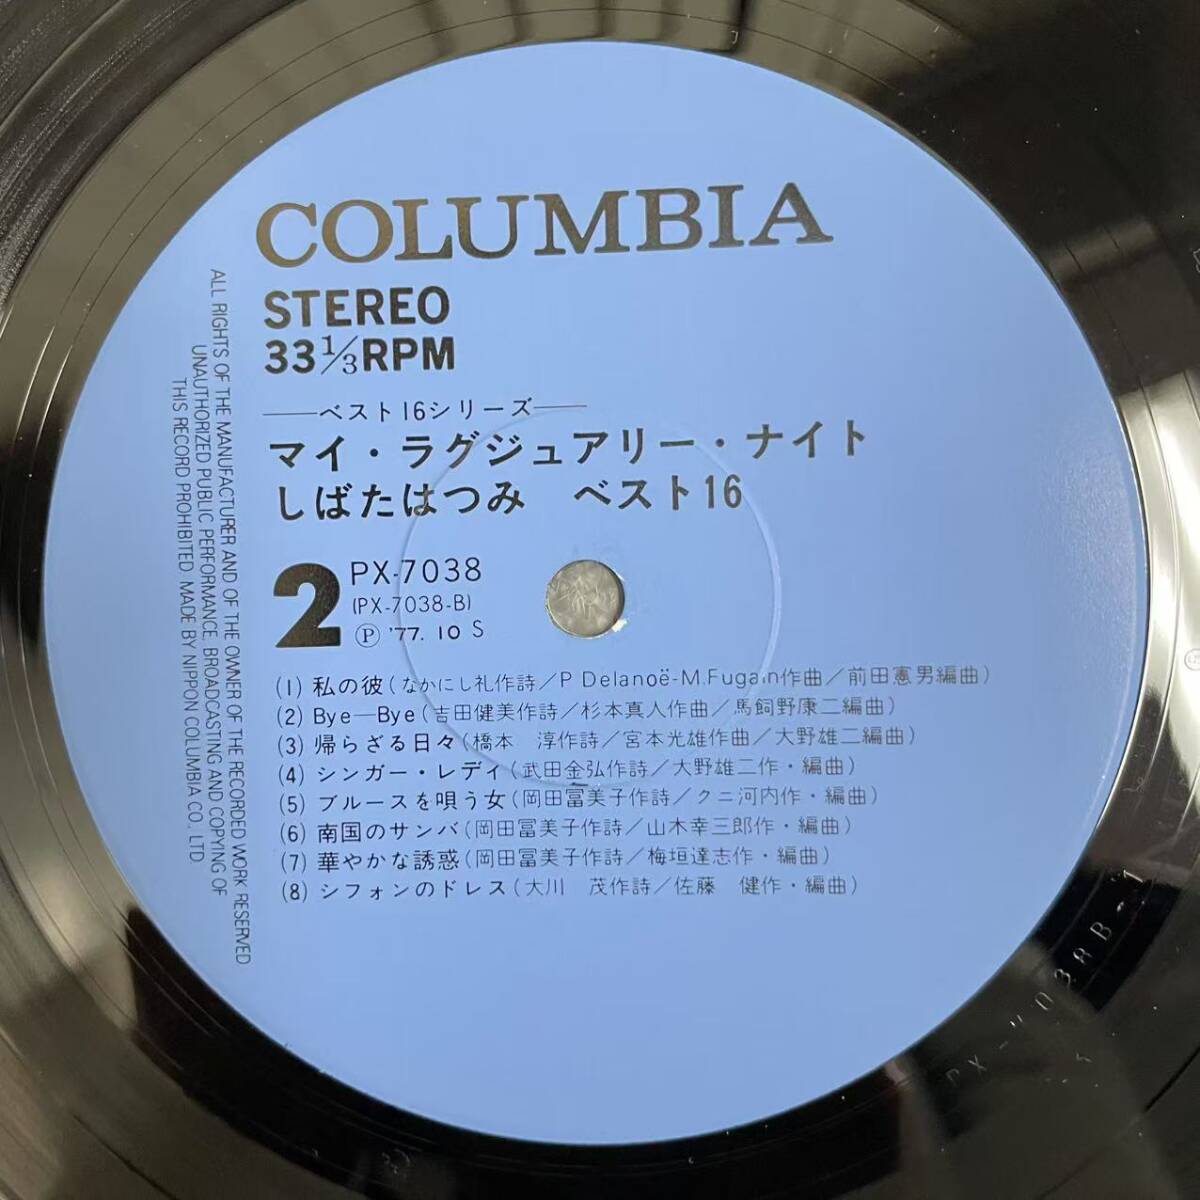 COLUMBIA
STEREO
33 1/3 RPM
ベスト16シリーズ
マイ・ラグジュアリー・ナイト
しばたはつみ ベスト16
2
PX-7038
(PX-7038-B)
Ⓟ '77. 10 S
(1) 私の彼(なかにし礼作詩/P Delanoë-M.Fugain作曲/前田憲男編曲)
(2) Bye—Bye(吉田健美作詩/杉本真人作曲/馬飼野康二編曲)
(3) 帰らざる日々(橋本 淳作詩/宮本光雄作曲/大野雄二編曲)
(4) シンガー・レディ(武田金弘作詩/大野雄二作・編曲)
(5) ブルースを唄う女(岡田冨美子作詩/クニ河内作・編曲)
(6) 南国のサンバ(岡田冨美子作詩/山木幸三郎作・編曲)
(7) 華やかな誘惑(岡田冨美子作詩/梅垣達志作・編曲)
(8) シフォンのドレス(大川 茂作詩/佐藤 健作・編曲)
ALL RIGHTS OF THE MANUFACTURER AND OF THE OWNER OF THE RECORDED WORK RESERVED
UNAUTHORIZED PUBLIC PERFORMANCE, BROADCASTING AND COPYING OF
THIS RECORD PROHIBITED MADE BY NIPPON COLUMBIA CO., LTD
PX-7038B-1